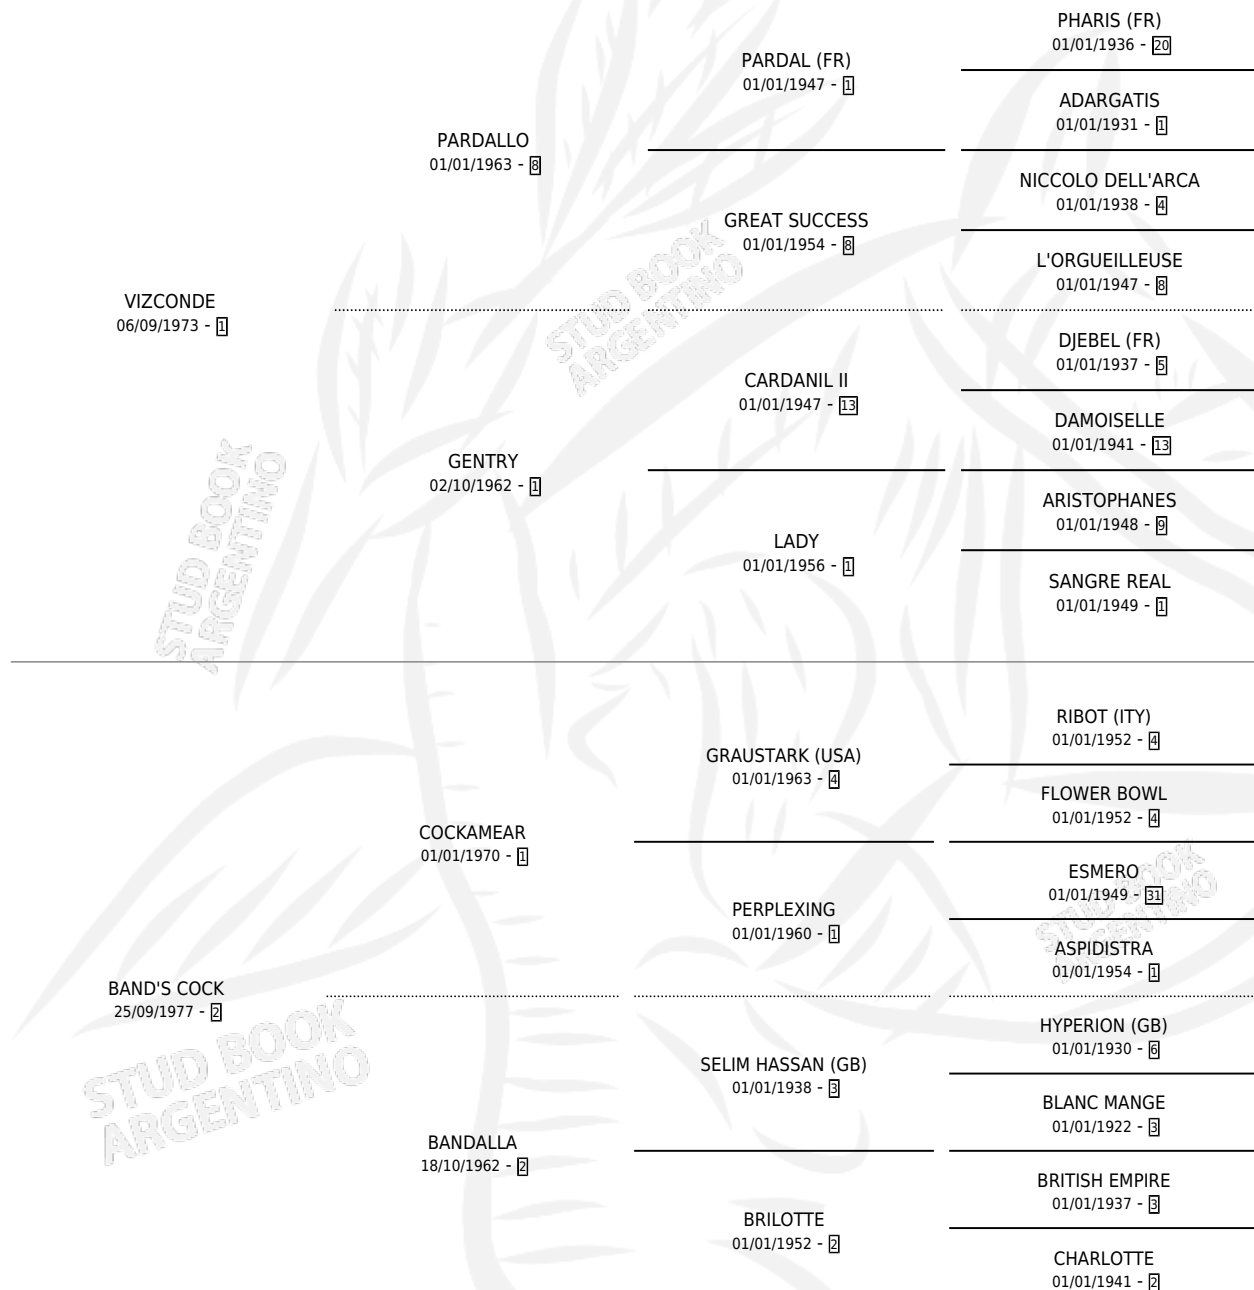 PHARIS (FR)
01/01/1936 - 20
PARDAL (FR)
01/01/1947 - 1
ADARGATIS
01/01/1931 - 1
PARDALLO
01/01/1963 - 8
NICCOLO DELL'ARCA
01/01/1938 - 4
GREAT SUCCESS
01/01/1954 - 8
L'ORGUEILLEUSE
01/01/1947 - 8
VIZCONDE
06/09/1973 - 1
STUD BOOK
ARGENTINO
DJEBEL (FR)
01/01/1937 - 5
CARDANIL II
01/01/1947 - 13
DAMOISELLE
01/01/1941 - 13
GENTRY
02/10/1962 - 1
ARISTOPHANES
01/01/1948 - 9
LADY
01/01/1956 - 1
SANGRE REAL
01/01/1949 - 1
STUD BOOK
ARGENTINO
RIBOT (ITY)
01/01/1952 - 4
GRAUSTARK (USA)
01/01/1963 - 4
FLOWER BOWL
01/01/1952 - 4
COCKAMEAR
01/01/1970 - 1
ESMERO
01/01/1949 - 31
PERPLEXING
01/01/1960 - 1
STUD BOOK
ARGENTINO
ASPIDISTRA
01/01/1954 - 1
BAND'S COCK
25/09/1977 - 2
HYPERION (GB)
01/01/1930 - 6
SELIM HASSAN (GB)
01/01/1938 - 3
STUD BOOK
ARGENTINO
BLANC MANGE
01/01/1922 - 3
BANDALLA
18/10/1962 - 2
BRITISH EMPIRE
01/01/1937 - 3
BRILOTTE
01/01/1952 - 2
CHARLOTTE
01/01/1941 - 2